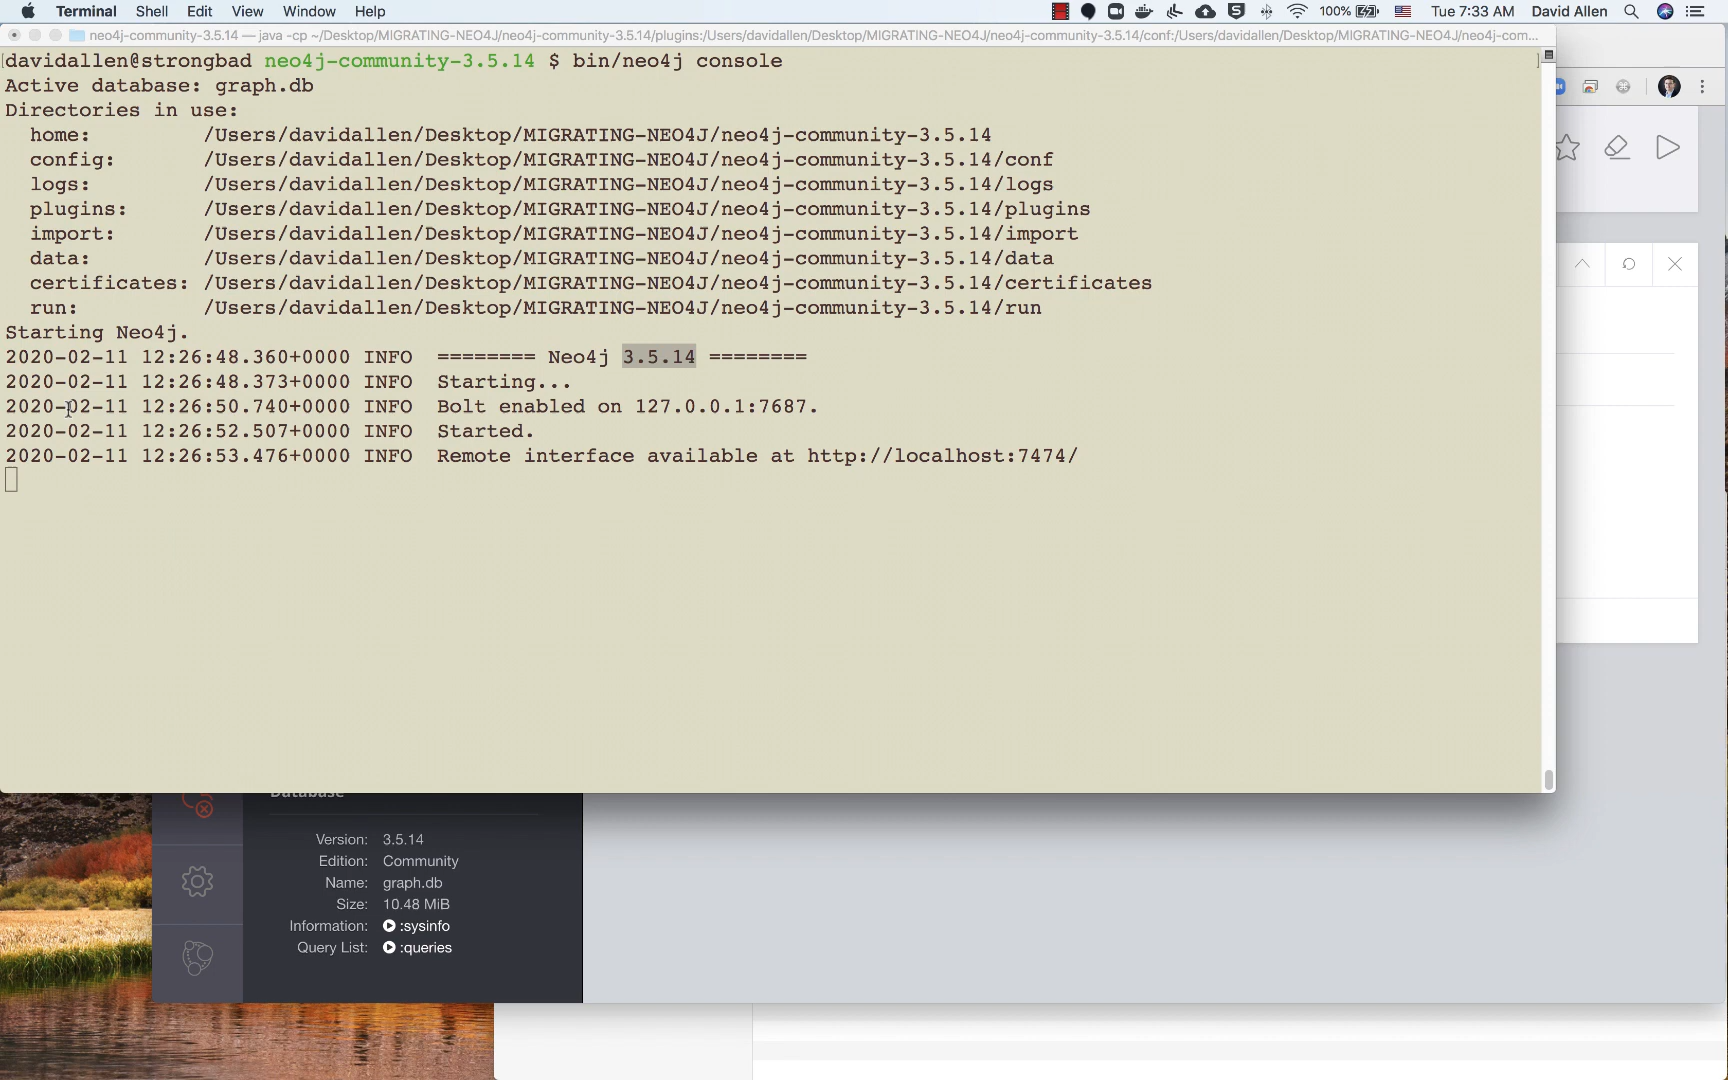 Terminal Shell Edit View Window Help 100% Tue 7:33 AM David Allen
neo4j-community-3.5.14 — java -cp ~/Desktop/MIGRATING-NEO4J/neo4j-community-3.5.14/plugins:/Users/davidallen/Desktop/MIGRATING-NEO4J/neo4j-community-3.5.14/conf:/Users/davidallen/Desktop/MIGRATING-NEO4J/neo4j-com...
[davidallen@strongbad neo4j-community-3.5.14 $ bin/neo4j console ]
Active database: graph.db
Directories in use:
home: /Users/davidallen/Desktop/MIGRATING-NEO4J/neo4j-community-3.5.14
config: /Users/davidallen/Desktop/MIGRATING-NEO4J/neo4j-community-3.5.14/conf
logs: /Users/davidallen/Desktop/MIGRATING-NEO4J/neo4j-community-3.5.14/logs
plugins: /Users/davidallen/Desktop/MIGRATING-NEO4J/neo4j-community-3.5.14/plugins
import: /Users/davidallen/Desktop/MIGRATING-NEO4J/neo4j-community-3.5.14/import
data: /Users/davidallen/Desktop/MIGRATING-NEO4J/neo4j-community-3.5.14/data
certificates: /Users/davidallen/Desktop/MIGRATING-NEO4J/neo4j-community-3.5.14/certificates
run: /Users/davidallen/Desktop/MIGRATING-NEO4J/neo4j-community-3.5.14/run
Starting Neo4j.
2020-02-11 12:26:48.360+0000 INFO ======== Neo4j 3.5.14 ========
2020-02-11 12:26:48.373+0000 INFO Starting...
2020-02-11 12:26:50.740+0000 INFO Bolt enabled on 127.0.0.1:7687.
2020-02-11 12:26:52.507+0000 INFO Started.
2020-02-11 12:26:53.476+0000 INFO Remote interface available at http://localhost:7474/
Database
Version: 3.5.14
Edition: Community
Name: graph.db
Size: 10.48 MiB
Information: :sysinfo
Query List: :queries